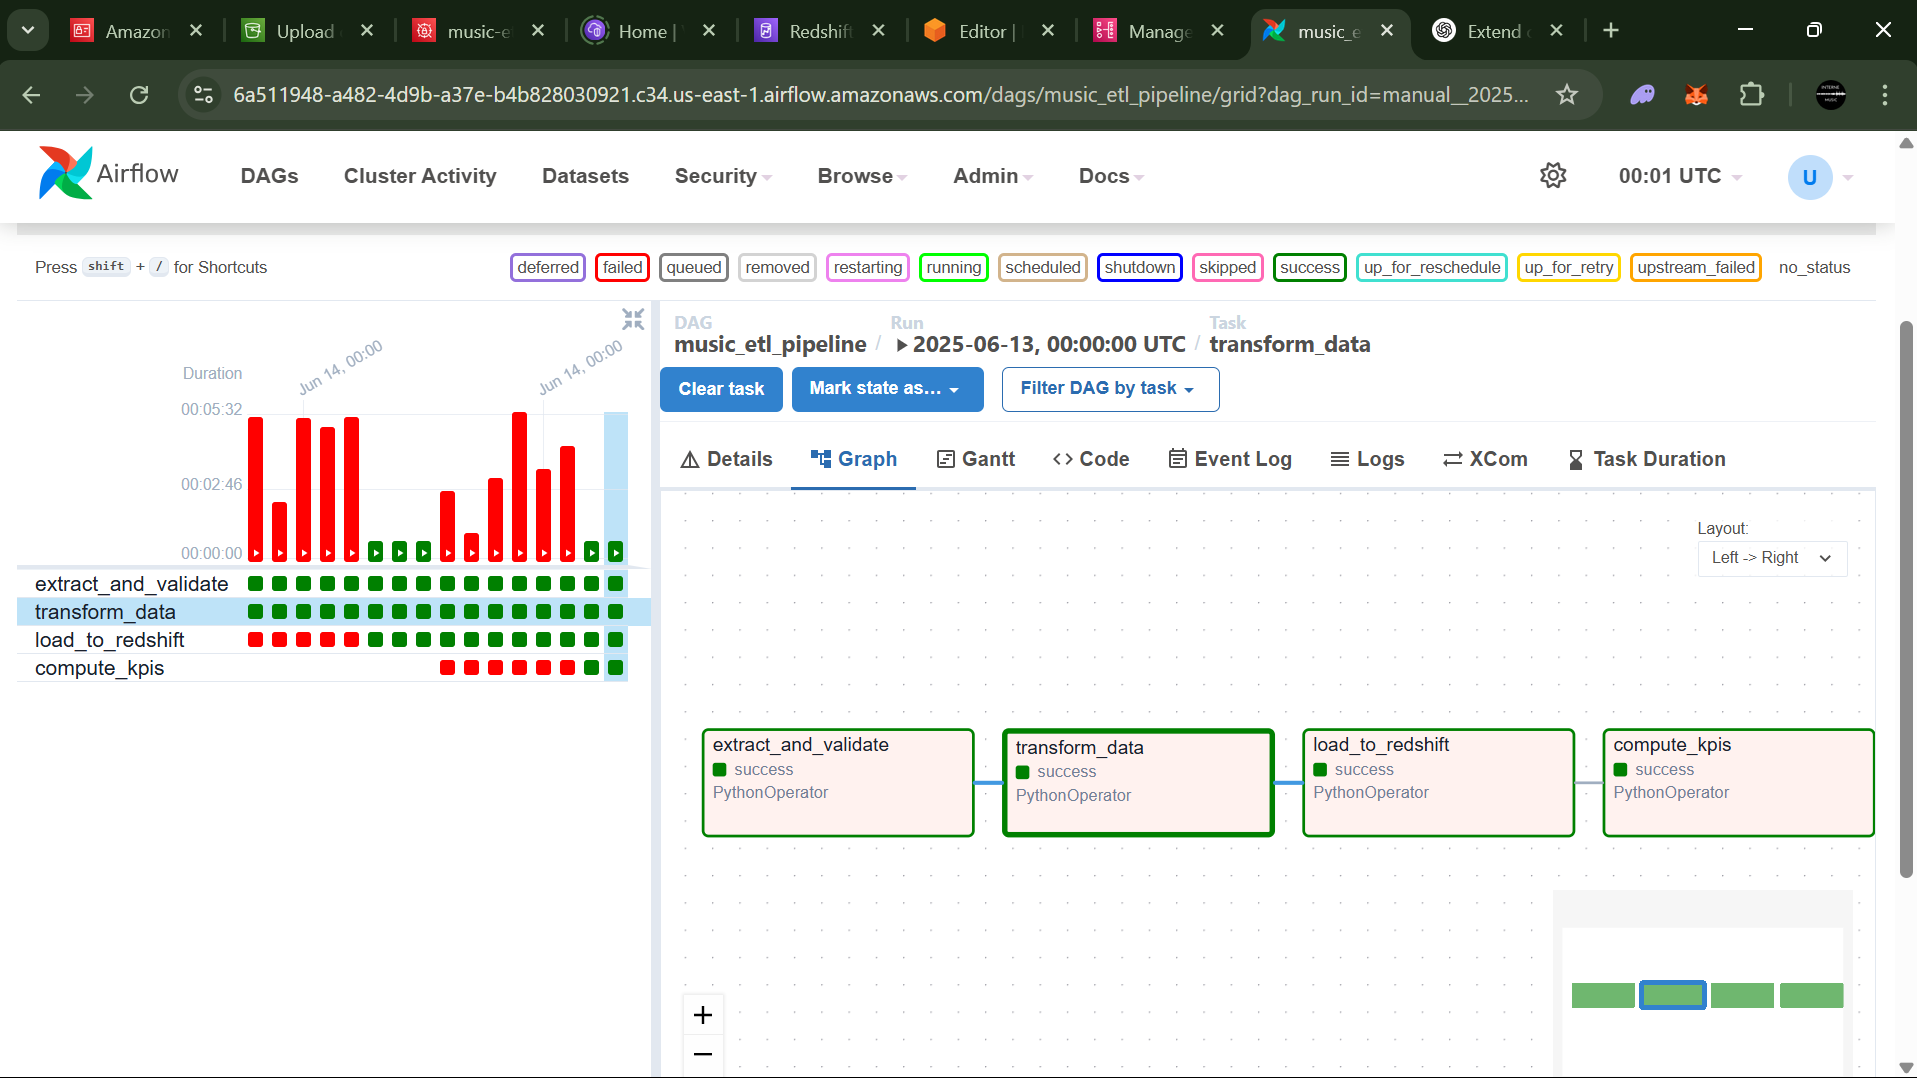 Amazon
Upload
music-e
Home |
Redshift
Editor |
Manage
music_e
Extend
6a511948-a482-4d9b-a37e-b4b828030921.c34.us-east-1.airflow.amazonaws.com/dags/music_etl_pipeline/grid?dag_run_id=manual__2025...
Airflow
DAGs
Cluster Activity
Datasets
Security
Browse
Admin
Docs
00:01 UTC
U
Press shift + / for Shortcuts
deferred
failed
queued
removed
restarting
running
scheduled
shutdown
skipped
success
up_for_reschedule
up_for_retry
upstream_failed
no_status
Duration
Jun 14, 00:00
Jun 14, 00:00
00:05:32
00:02:46
00:00:00
extract_and_validate
transform_data
load_to_redshift
compute_kpis
DAG
music_etl_pipeline
/
Run
2025-06-13, 00:00:00 UTC
/
Task
transform_data
Clear task
Mark state as...
Filter DAG by task
Details
Graph
Gantt
Code
Event Log
Logs
XCom
Task Duration
Layout:
Left -> Right
extract_and_validate
success
PythonOperator
transform_data
success
PythonOperator
load_to_redshift
success
PythonOperator
compute_kpis
success
PythonOperator
+
−